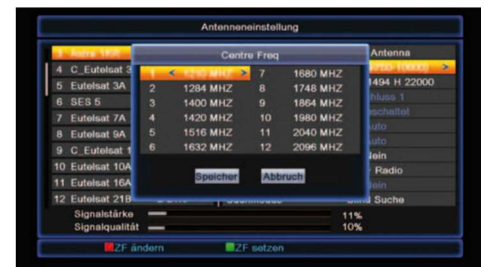 Antenneneinstellung
Antenna
Centre Freq
1 < 1210 MHZ > 7 1680 MHZ
2 1284 MHZ 8 1748 MHZ
3 1400 MHZ 9 1864 MHZ
4 1420 MHZ 10 1980 MHZ
5 1516 MHZ 11 2040 MHZ
6 1632 MHZ 12 2096 MHZ
Speicher Abbruch
4 C_Eutelsat 3
5 Eutelsat 3A 1494 H 22000
6 SES 5
7 Eutelsat 7A
8 Eutelsat 9A
9 C_Eutelsat 1
10 Eutelsat 10A Radio
11 Eutelsat 16A
12 Eutelsat 21B Suche
Signalstärke 11%
Signalqualität 10%
ZF ändern ZF setzen